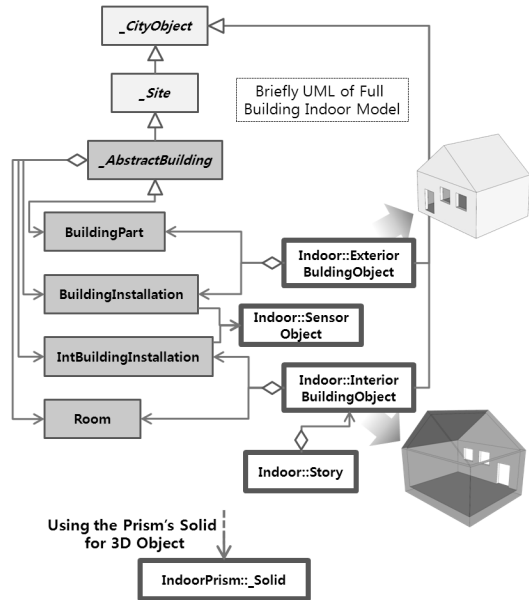 _CityObject
_Site
Briefly UML of Full
Building Indoor Model
_AbstractBuilding
BuildingPart
Indoor::Exterior
BuldingObject
BuildingInstallation
Indoor::Sensor
Object
IntBuildingInstallation
Indoor::Interior
BuildingObject
Room
Indoor::Story
Using the Prism's Solid
for 3D Object
IndoorPrism::_Solid